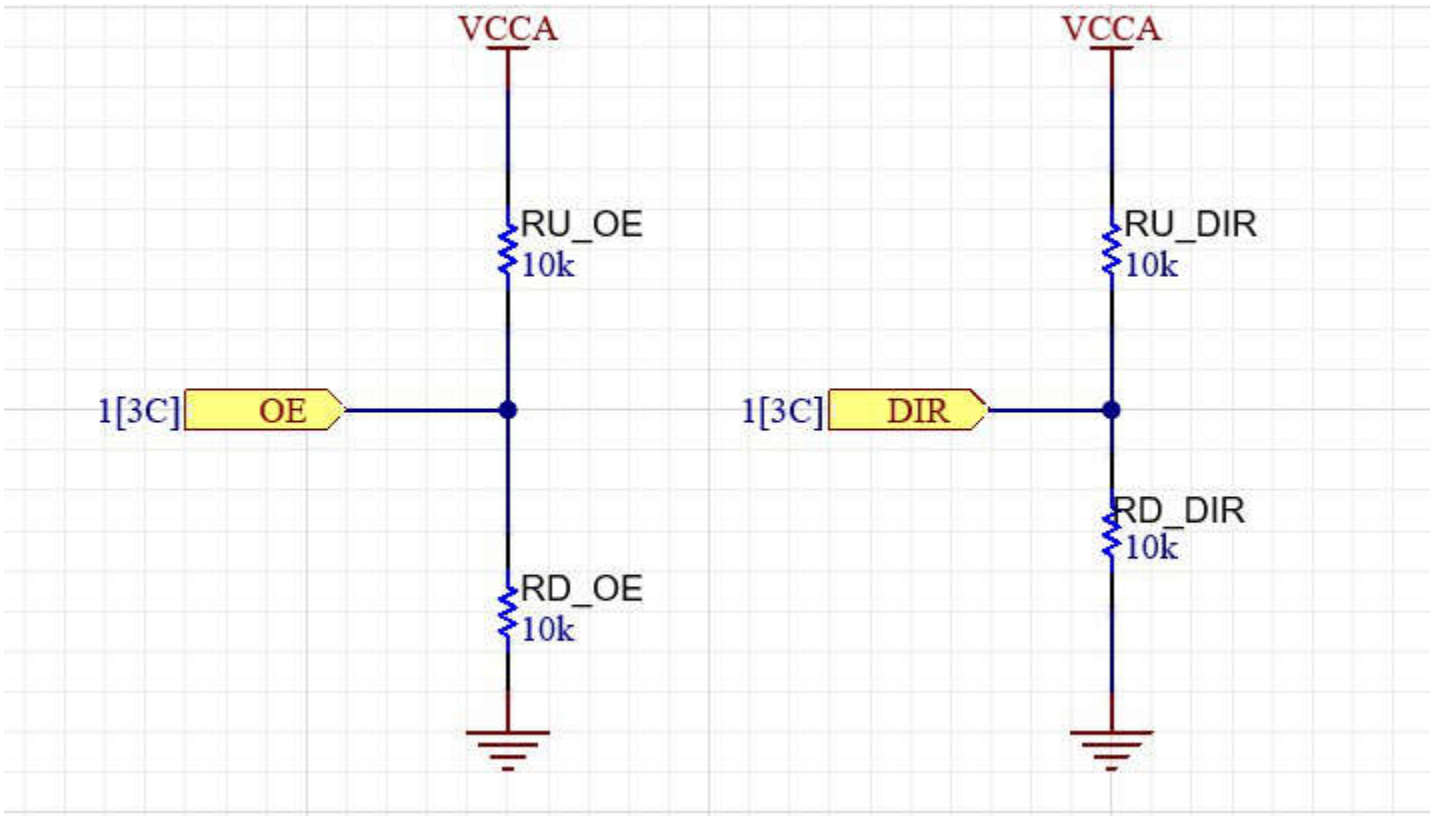 VCCA
VCCA
RU_OE
10k
RU_DIR
10k
1[3C]
OE
1[3C]
DIR
RD_DIR
10k
RD_OE
10k